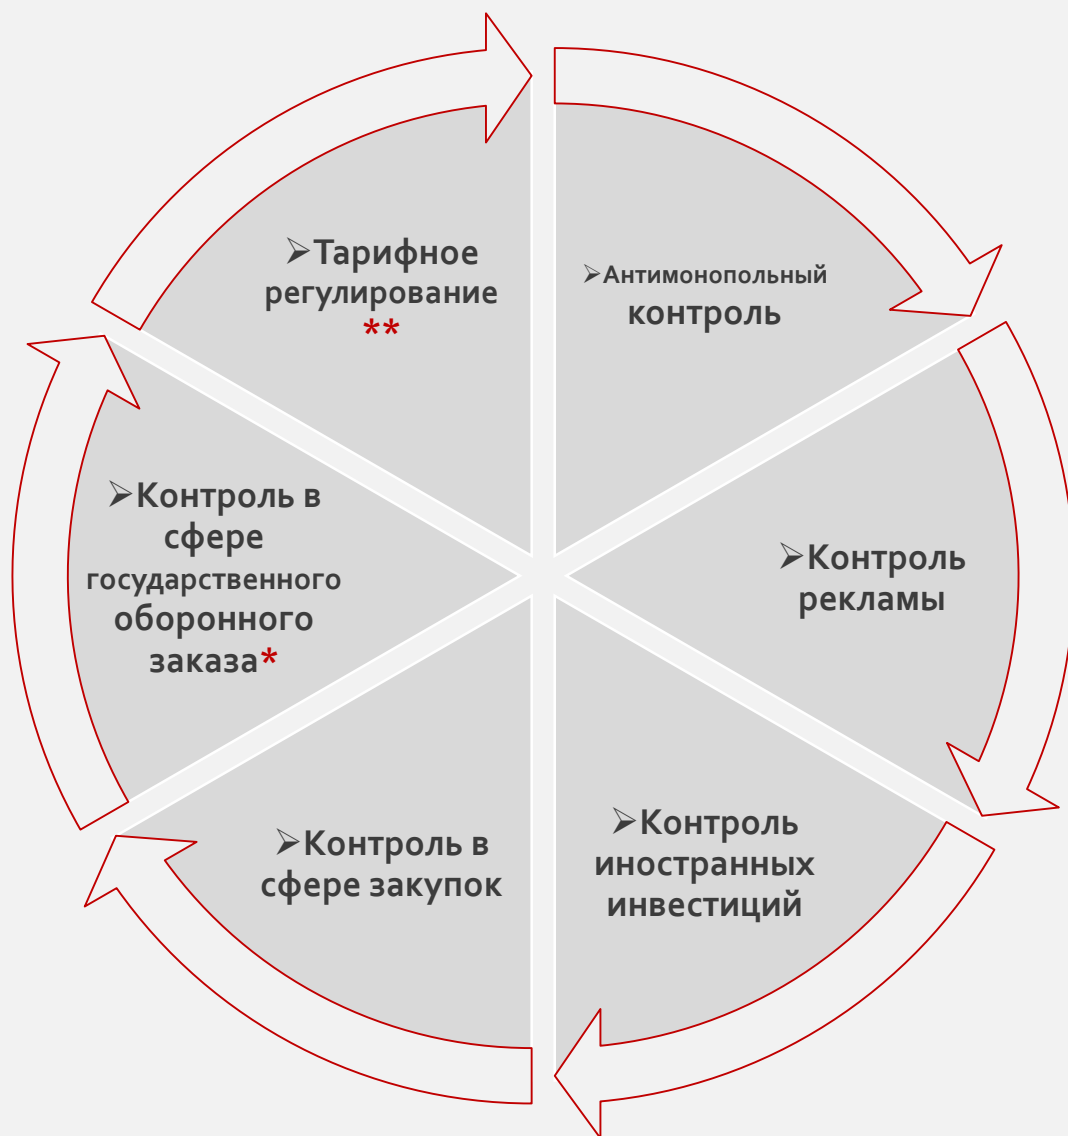 ➢Тарифное
регулирование
**
➢Антимонопольный
контроль
➢Контроль в
сфере
государственного
оборонного
заказа*
➢Контроль
рекламы
➢Контроль в
сфере закупок
➢Контроль
иностранных
инвестиций